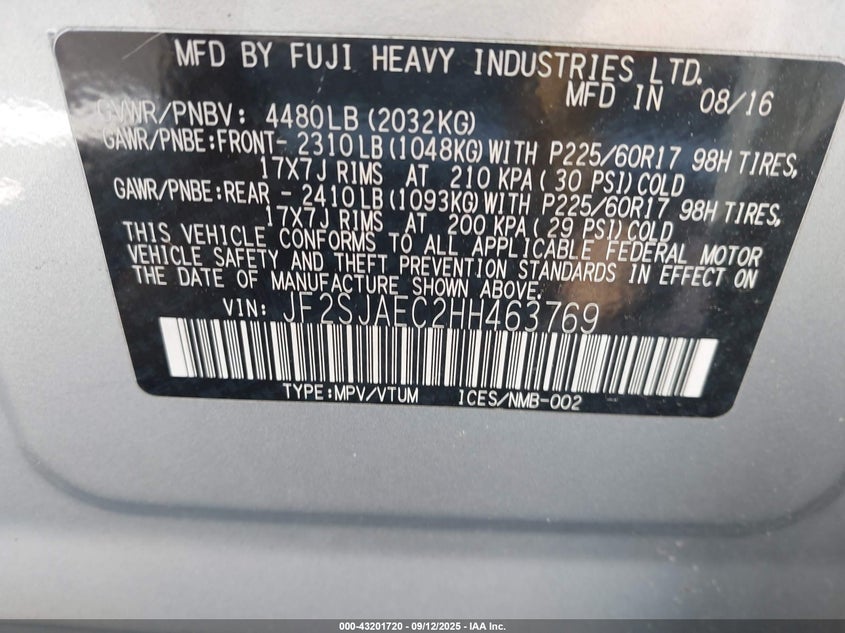 MFD BY FUJI HEAVY INDUSTRIES LTD.
MFD IN 08/16
GVWR/PNBV: 4480LB(2032KG)
GAWR/PNBE:FRONT- 2310LB(1048KG)WITH P225/60R17 98H TIRES,
17X7J RIMS AT 210 KPA( 30 PSI)COLD
GAWR/PNBE:REAR - 2410LB(1093KG)WITH P225/60R17 98H TIRES,
17X7J RIMS AT 200 KPA( 29 PSI)COLD
THIS VEHICLE CONFORMS TO ALL APPLICABLE FEDERAL MOTOR
VEHICLE SAFETY AND THEFT PREVENTION STANDARDS IN EFFECT ON
THE DATE OF MANUFACTURE SHOWN ABOVE.
VIN: JF2SJAEC2HH463769
TYPE:MPV/VTUM ICES/NMB-002
000-43201720 - 09/12/2025 - IAA Inc.